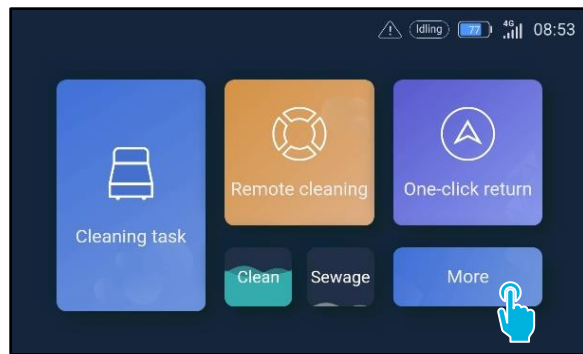 Idling 77 4G 08:53
Remote cleaning
One-click return
Cleaning task
Clean
Sewage
More